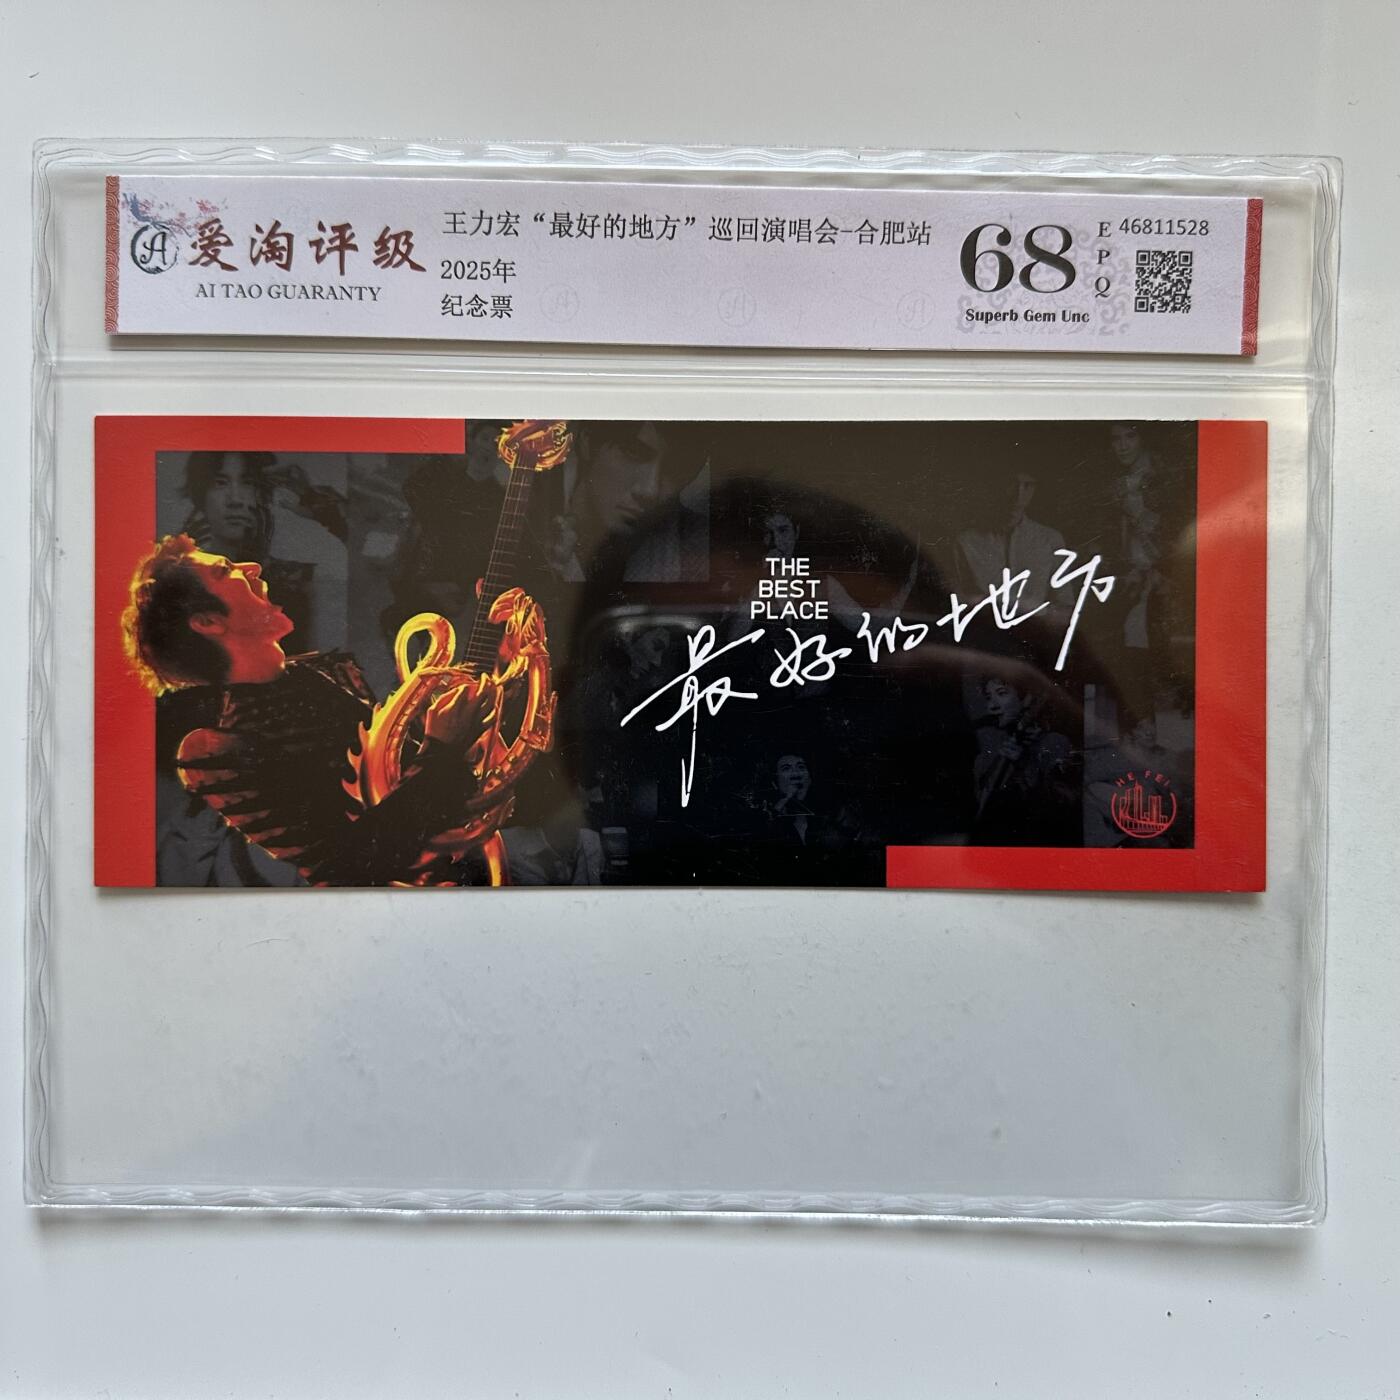 爱淘评级
AI TAO GUARANTY
王力宏“最好的地方”巡回演唱会-合肥站
2025年
纪念票
68
Superb Gem Unc
EPQ
46811528
THE
BEST
PLACE
最好的地方
HE FEI